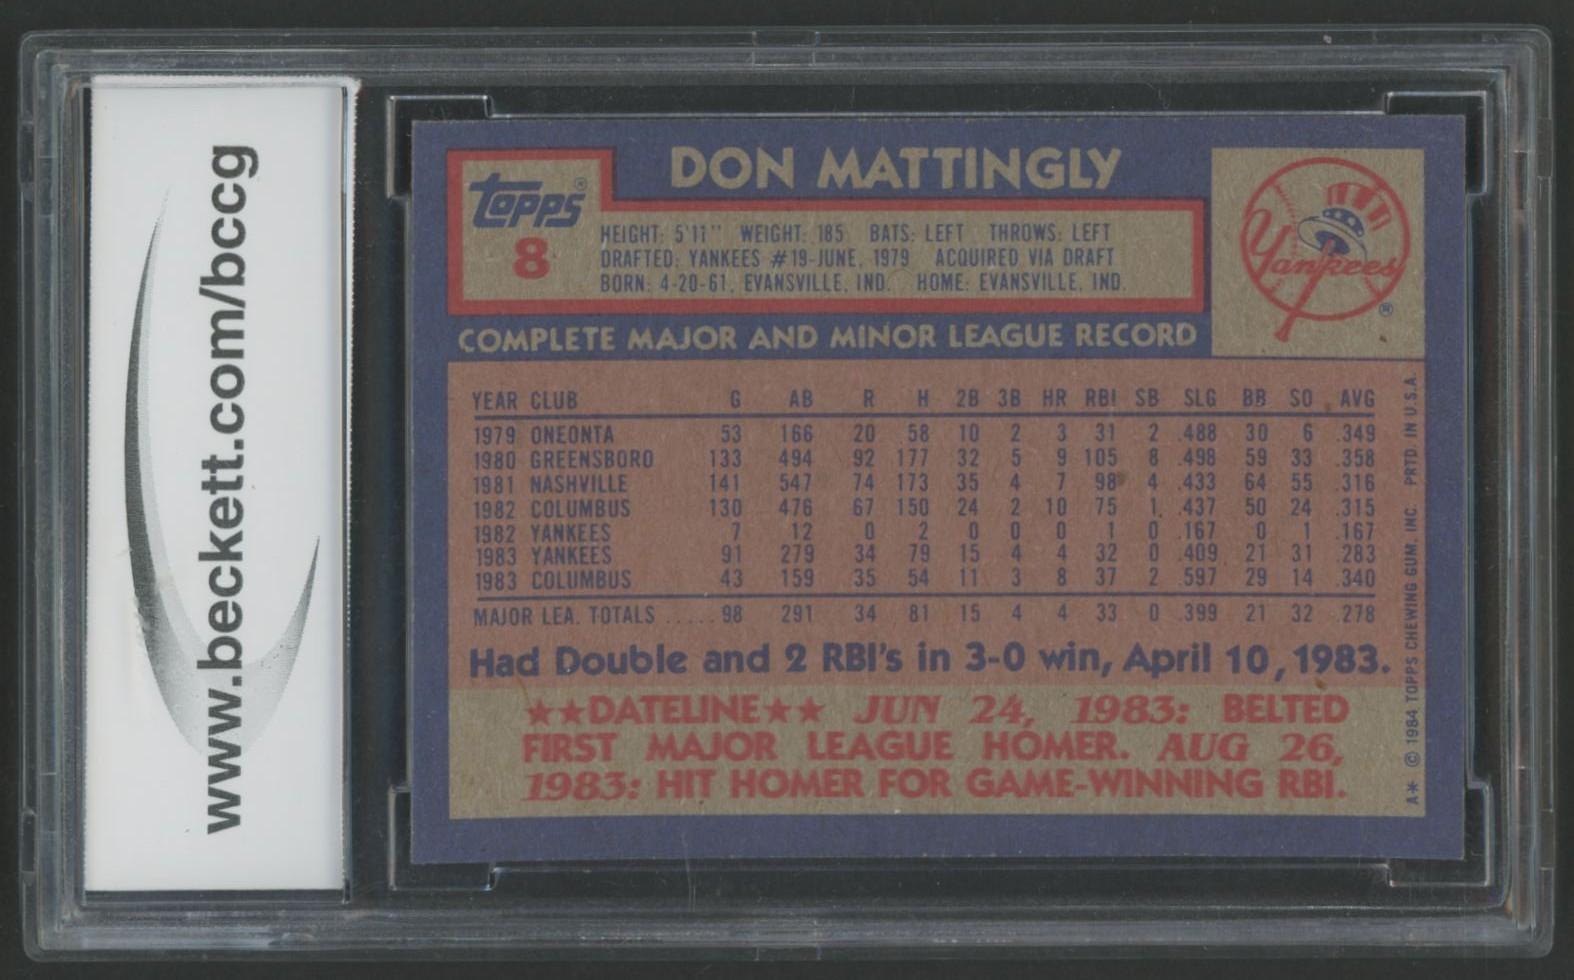 www.beckett.com/bccg
DON MATTINGLY
TOPPS®
8
HEIGHT: 5'11" WEIGHT: 185 BATS: LEFT THROWS: LEFT
DRAFTED: YANKEES #19-JUNE, 1979 ACQUIRED VIA DRAFT
BORN: 4-20-61, EVANSVILLE, IND. HOME: EVANSVILLE, IND.
Yankees
®
COMPLETE MAJOR AND MINOR LEAGUE RECORD
YEAR CLUB G AB R H 2B 3B HR RBI SB SLG BB SO AVG
1979 ONEONTA 53 166 20 58 10 2 3 31 2 .488 30 6 .349
1980 GREENSBORO 133 494 92 177 32 5 9 105 8 .498 59 33 .358
1981 NASHVILLE 141 547 74 173 35 4 7 98 4 .433 64 55 .316
1982 COLUMBUS 130 476 67 150 24 2 10 75 1 .437 50 24 .315
1982 YANKEES 7 12 0 2 0 0 0 1 0 .167 0 1 .167
1983 YANKEES 91 279 34 79 15 4 4 32 0 .409 21 31 .283
1983 COLUMBUS 43 159 35 54 11 3 8 37 2 .597 29 14 .340
MAJOR LEA. TOTALS ..... 98 291 34 81 15 4 4 33 0 .399 21 32 .278
Had Double and 2 RBI's in 3-0 win, April 10, 1983.
★★DATELINE★★ JUN 24, 1983: BELTED
FIRST MAJOR LEAGUE HOMER. AUG 26,
1983: HIT HOMER FOR GAME-WINNING RBI.
A* © 1984 TOPPS CHEWING GUM, INC. PRTD. IN U.S.A.